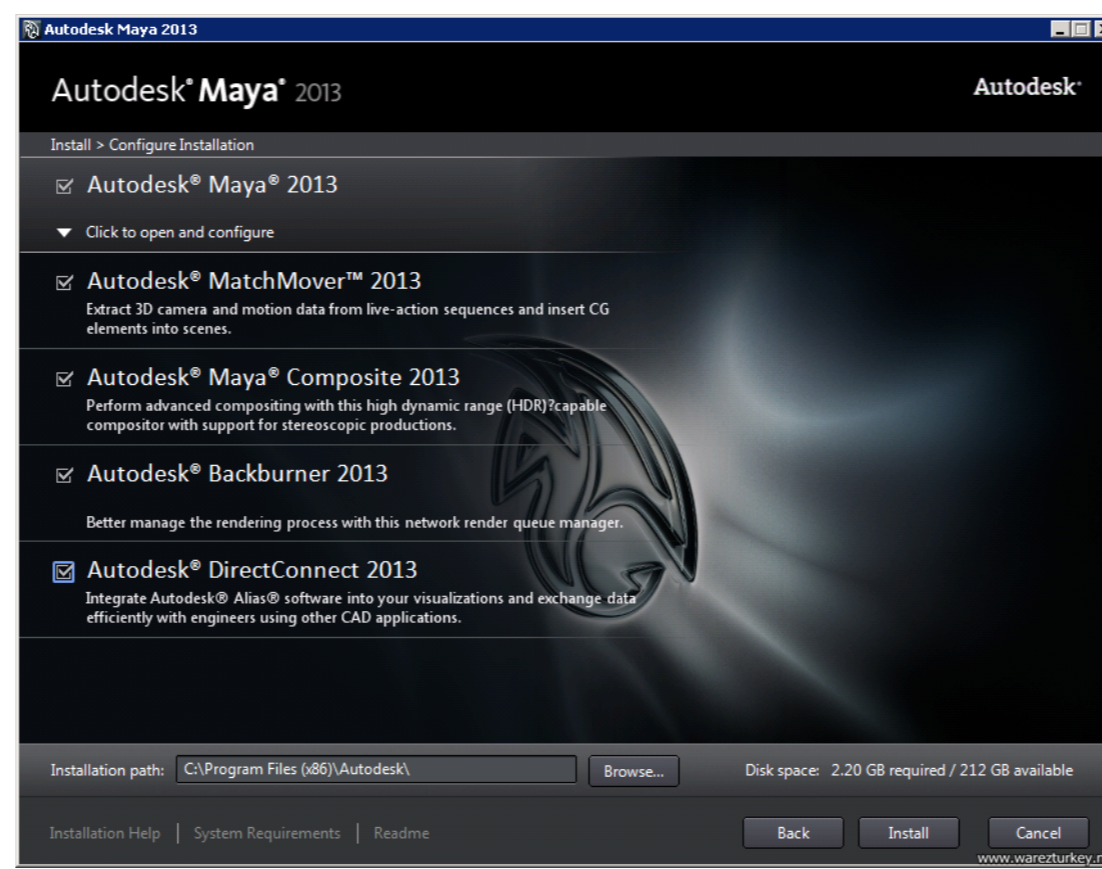 Autodesk Maya 2013
Autodesk® Maya® 2013
Autodesk®
Install > Configure Installation
Autodesk® Maya® 2013
Click to open and configure
Autodesk® MatchMover™ 2013
Extract 3D camera and motion data from live-action sequences and insert CG
elements into scenes.
Autodesk® Maya® Composite 2013
Perform advanced compositing with this high dynamic range (HDR)?capable
compositor with support for stereoscopic productions.
Autodesk® Backburner 2013
Better manage the rendering process with this network render queue manager.
Autodesk® DirectConnect 2013
Integrate Autodesk® Alias® software into your visualizations and exchange data
efficiently with engineers using other CAD applications.
Installation path: C:\Program Files (x86)\Autodesk\ Browse... Disk space: 2.20 GB required / 212 GB available
Installation Help | System Requirements | Readme Back Install Cancel
www.warezturkey.